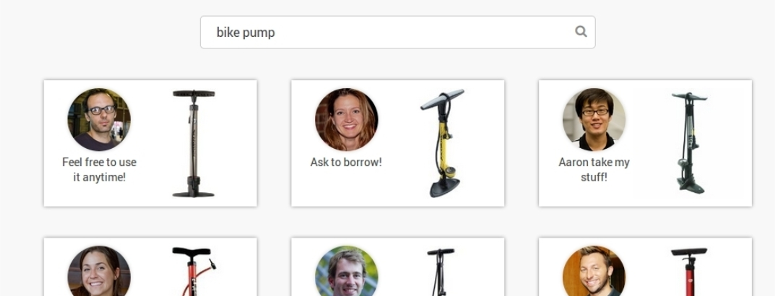 bike pump
Feel free to use
it anytime!
Ask to borrow!
Aaron take my
stuff!